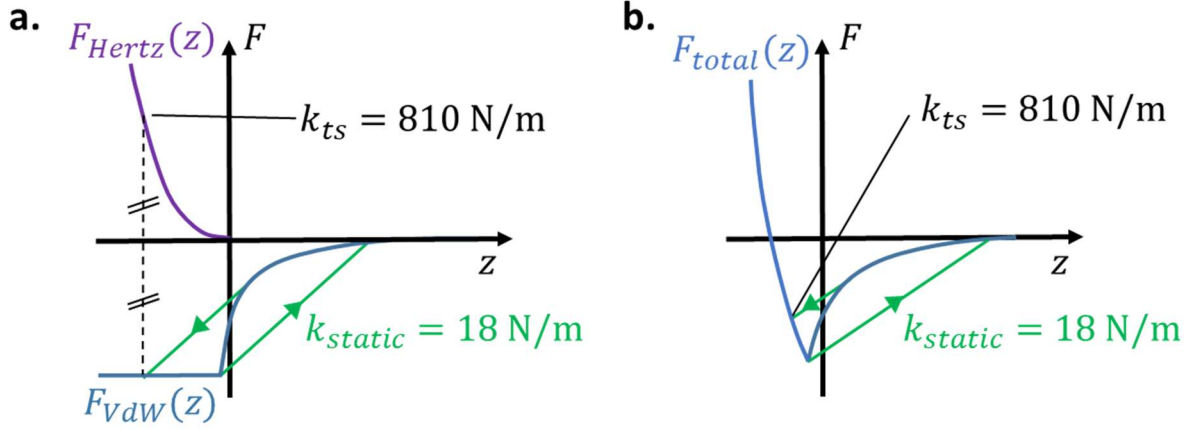 a.
F_Hertz(z)
F
k_ts = 810 N/m
z
k_static = 18 N/m
F_VdW(z)
b.
F_total(z)
F
k_ts = 810 N/m
z
k_static = 18 N/m